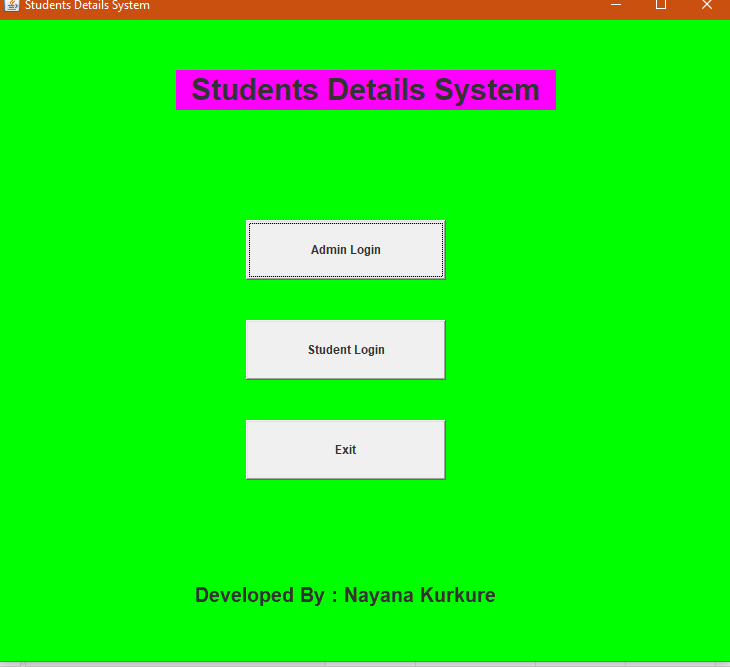 Students Details System
Students Details System
Admin Login
Student Login
Exit
Developed By : Nayana Kurkure